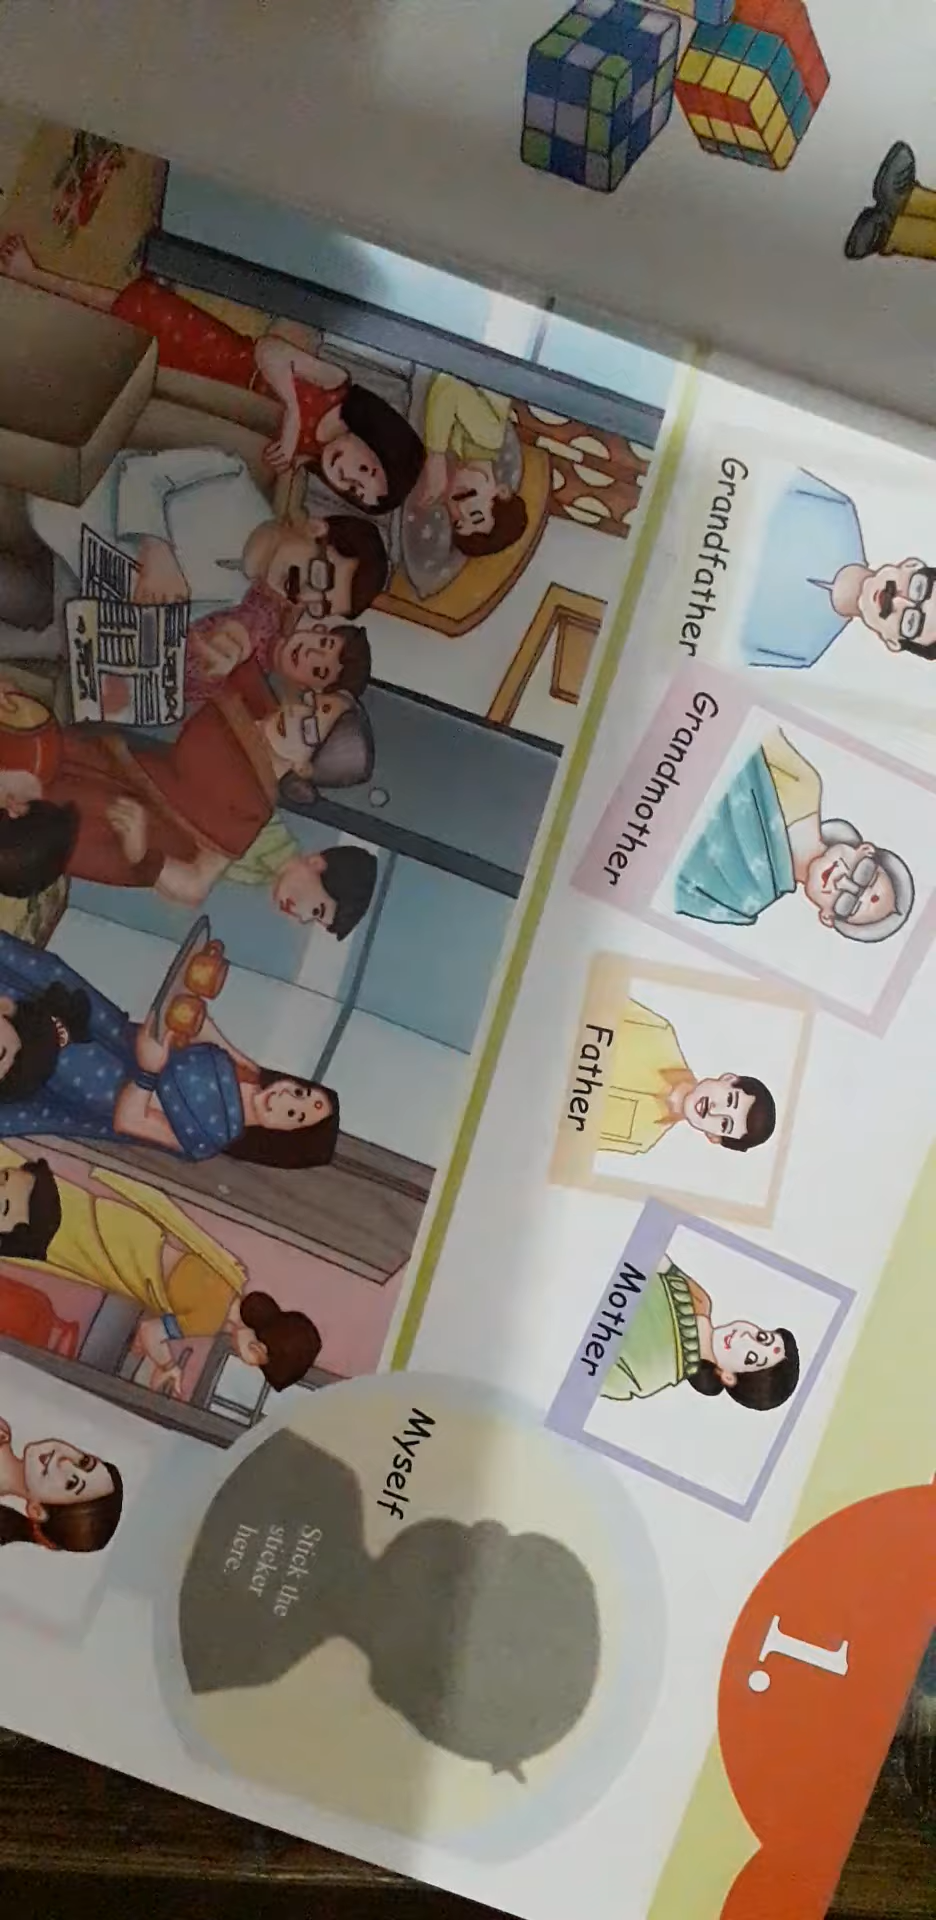 1.
Grandfather
Grandmother
Father
Mother
Myself
Stick the
sticker
here.